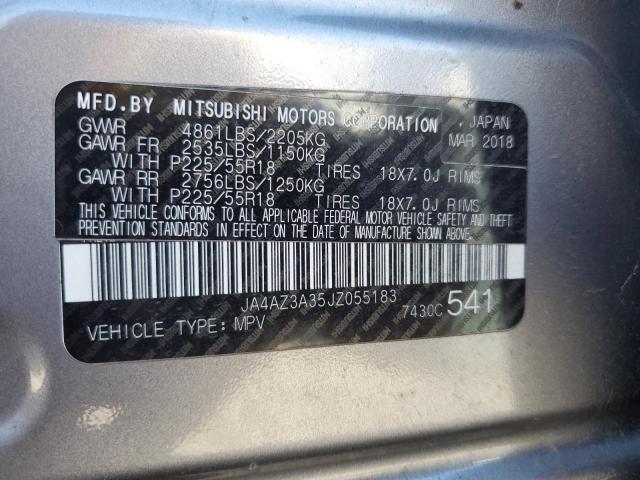 MFD.BY MITSUBISHI MOTORS CORPORATION
JAPAN
MAR 2018
GVWR 4861LBS/2205KG
GAWR FR 2535LBS/1150KG
WITH P225/55R18 TIRES 18X7.0J RIMS
GAWR RR 2756LBS/1250KG
WITH P225/55R18 TIRES 18X7.0J RIMS
THIS VEHICLE CONFORMS TO ALL APPLICABLE FEDERAL MOTOR VEHICLE SAFETY AND THEFT
PREVENTION STANDARDS IN EFFECT ON THE DATE OF MANUFACTURE SHOWN ABOVE.
JA4AZ3A35JZ055183
VEHICLE TYPE: MPV 7430C 541